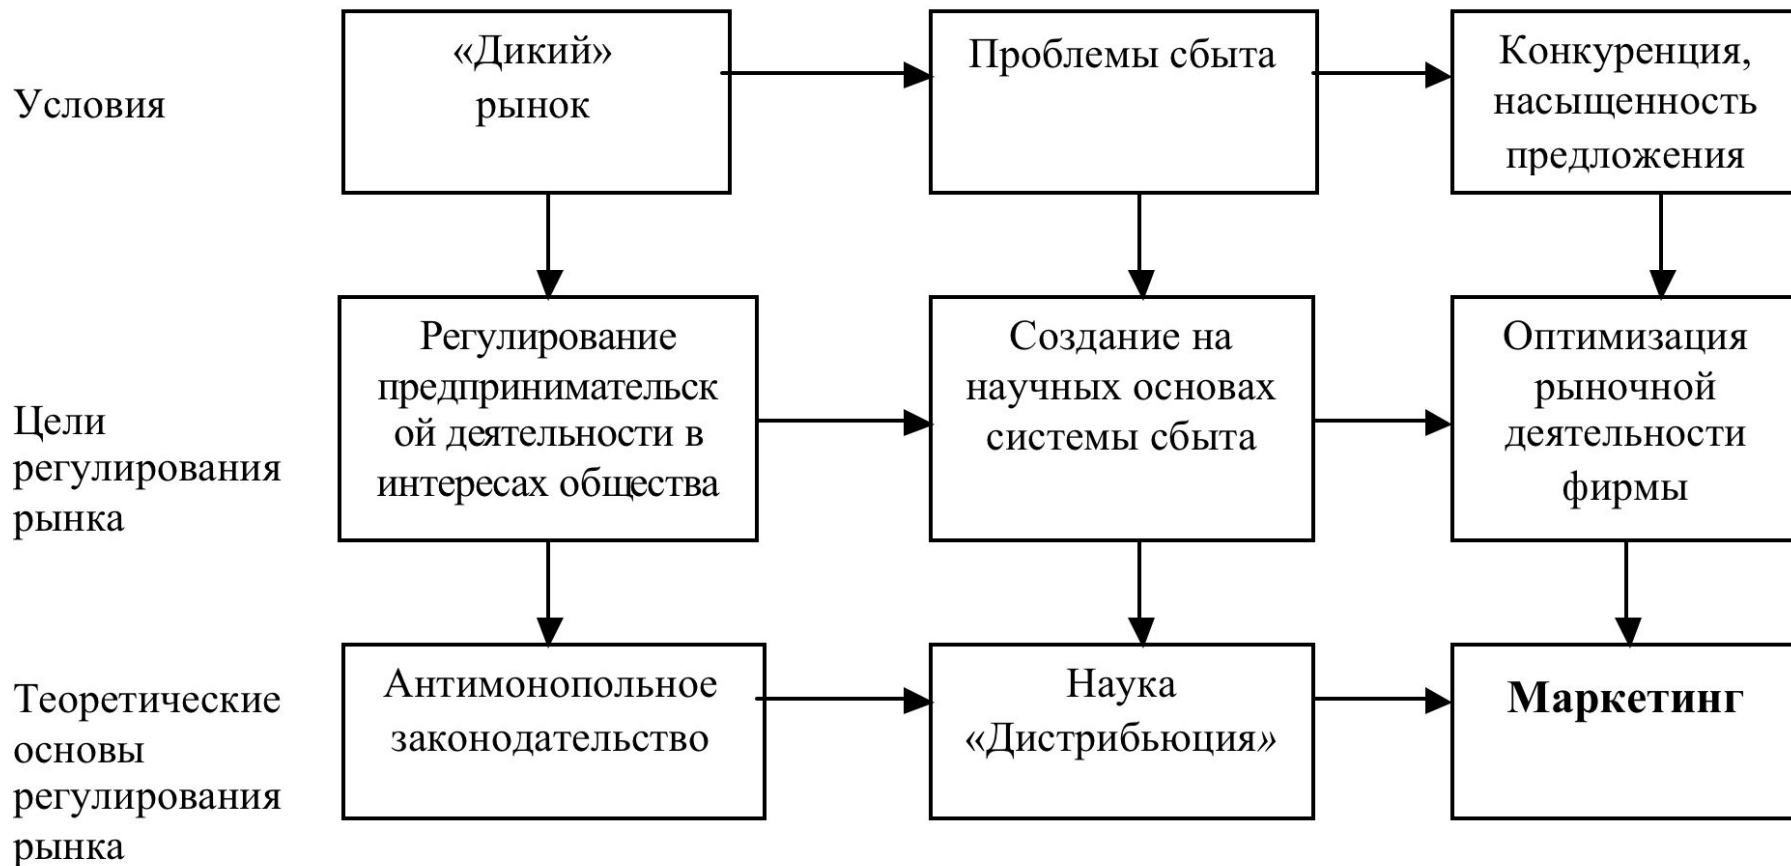 Условия
«Дикий»
рынок
Проблемы сбыта
Конкуренция,
насыщенность
предложения
Цели
регулирования
рынка
Регулирование
предпринимательск
ой деятельности в
интересах общества
Создание на
научных основах
системы сбыта
Оптимизация
рыночной
деятельности
фирмы
Теоретические
основы
регулирования
рынка
Антимонопольное
законодательство
Наука
«Дистрибьюция»
Маркетинг